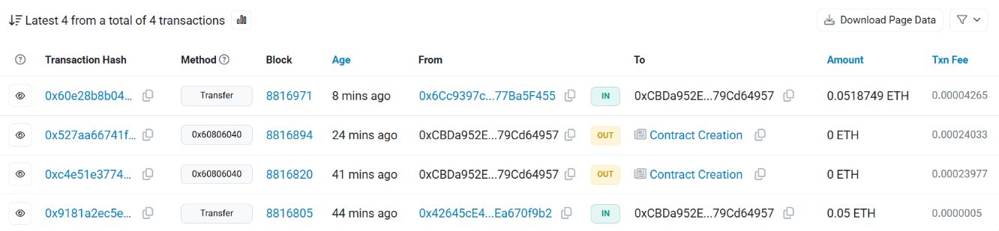 Latest 4 from a total of 4 transactions Download Page Data
Transaction Hash Method Block Age From To Amount Txn Fee
0x60e28b8b04... Transfer 8816971 8 mins ago 0x6Cc9397c...77Ba5F455 IN 0xCBDa952E...79Cd64957 0.0518749 ETH 0.00004265
0x527aa66741f... 0x60806040 8816894 24 mins ago 0xCBDa952E...79Cd64957 OUT Contract Creation 0 ETH 0.00024033
0xc4e51e3774... 0x60806040 8816820 41 mins ago 0xCBDa952E...79Cd64957 OUT Contract Creation 0 ETH 0.00023977
0x9181a2ec5e... Transfer 8816805 44 mins ago 0x42645cE4...Ea670f9b2 IN 0xCBDa952E...79Cd64957 0.05 ETH 0.0000005